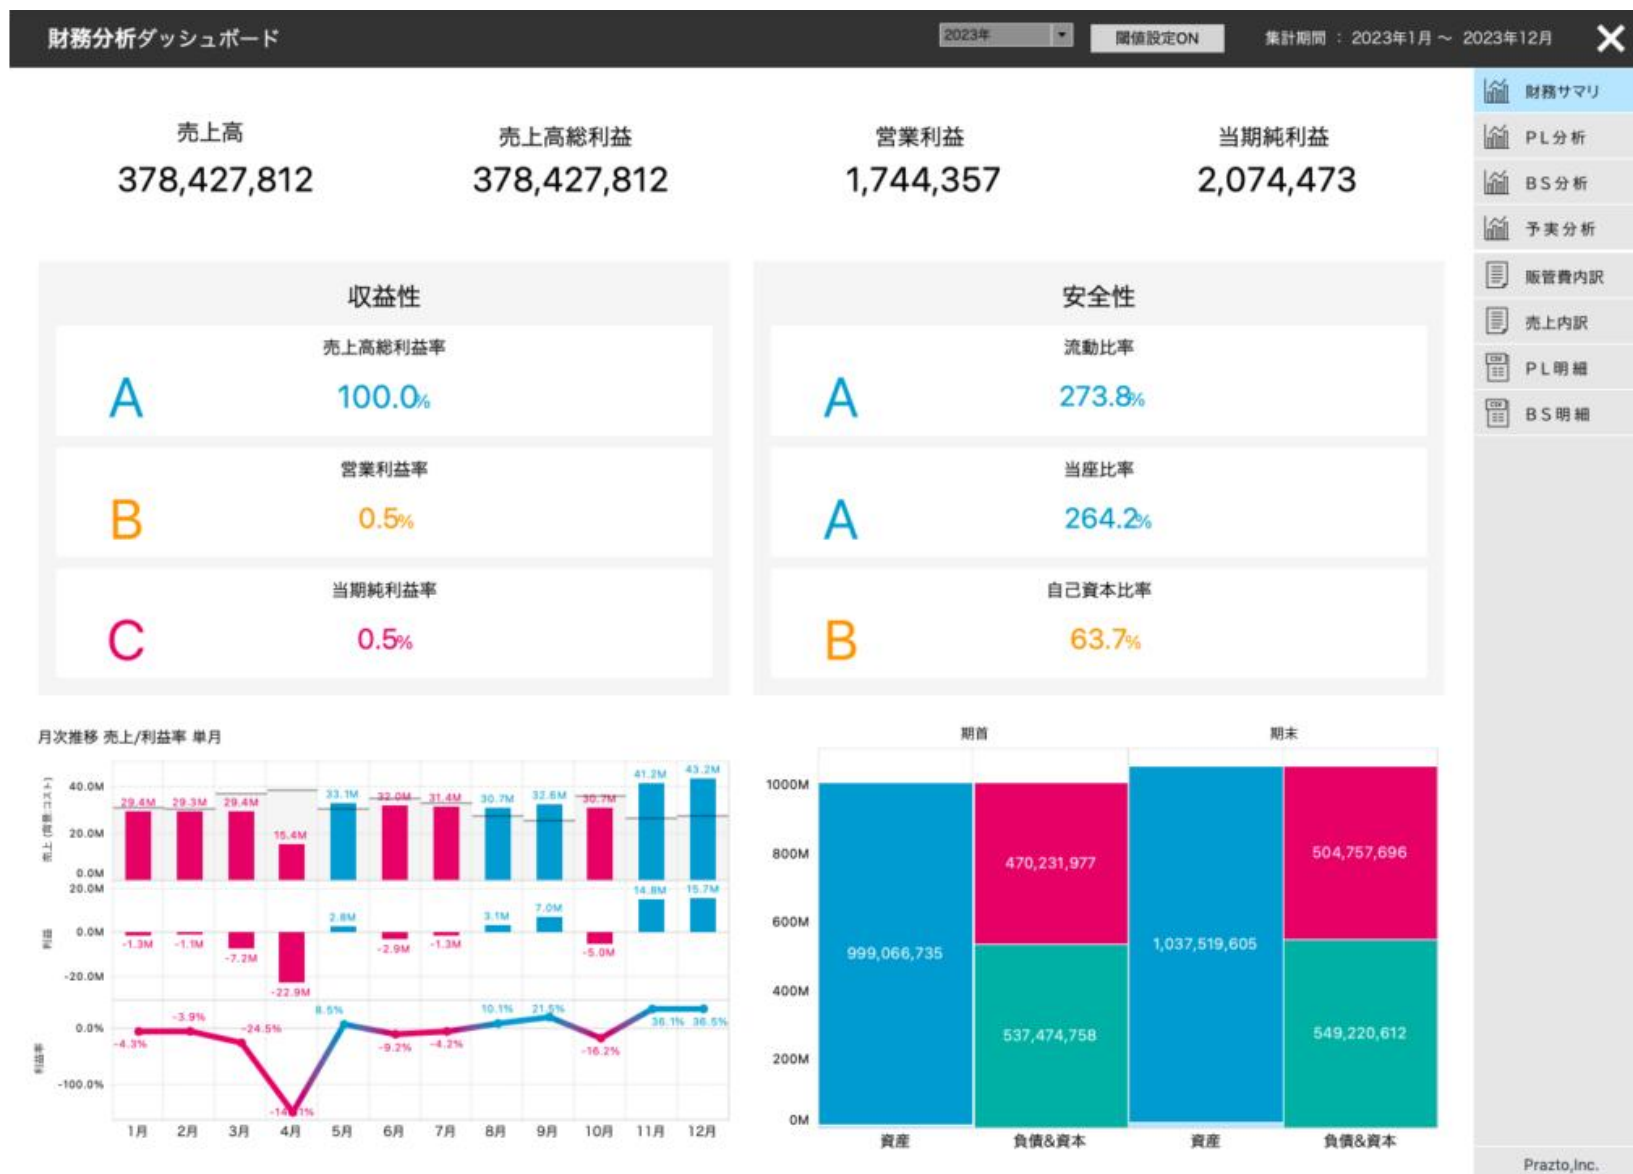 財務分析ダッシュボード
2023年
閾値設定ON
集計期間 : 2023年1月 ～ 2023年12月
財務サマリ
PL分析
BS分析
予実分析
販管費内訳
売上内訳
PL明細
BS明細
売上高
378,427,812
売上高総利益
378,427,812
営業利益
1,744,357
当期純利益
2,074,473
収益性
売上高総利益率
A
100.0%
営業利益率
B
0.5%
当期純利益率
C
0.5%
安全性
流動比率
A
273.8%
当座比率
A
264.2%
自己資本比率
B
63.7%
月次推移 売上/利益率 単月
売上 (背景:コスト)
40.0M
20.0M
0.0M
29.4M
29.3M
29.4M
15.4M
33.1M
32.0M
31.4M
30.7M
32.6M
30.7M
41.2M
43.2M
利益
20.0M
0.0M
-20.0M
-1.3M
-1.1M
-7.2M
-22.9M
2.8M
-2.9M
-1.3M
3.1M
7.0M
-5.0M
14.8M
15.7M
利益率
0.0%
-100.0%
-4.3%
-3.9%
-24.5%
8.5%
-9.2%
-4.2%
10.1%
21.5%
-16.2%
36.1%
36.5%
1月
2月
3月
4月
5月
6月
7月
8月
9月
10月
11月
12月
期首
期末
1000M
800M
600M
400M
200M
0M
999,066,735
470,231,977
537,474,758
1,037,519,605
504,757,696
549,220,612
資産
負債&資本
資産
負債&資本
Prazto,Inc.